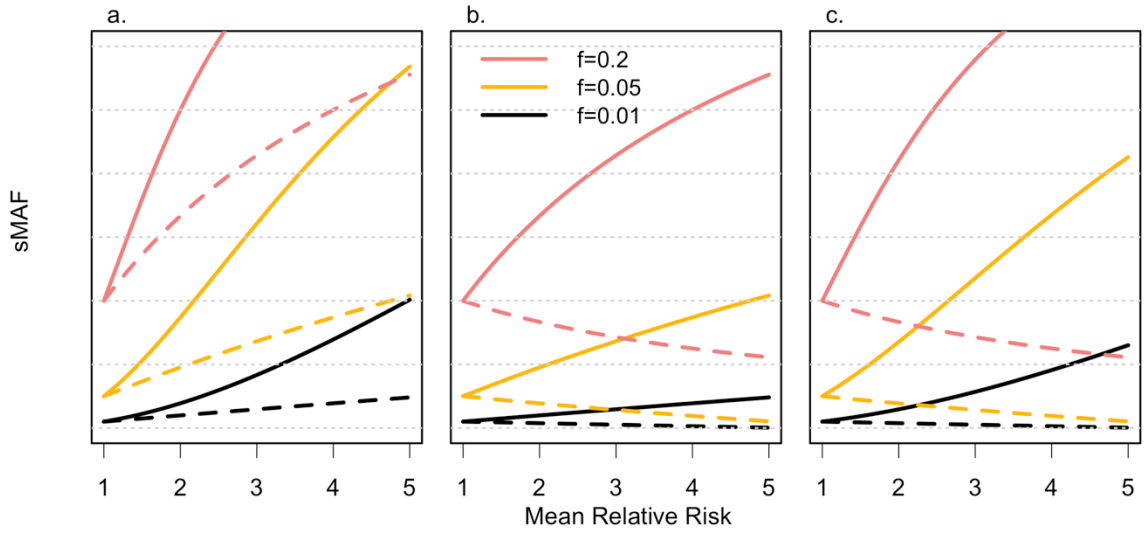 a.
b.
c.
f=0.2
f=0.05
f=0.01
sMAF
1 2 3 4 5
1 2 3 4 5
1 2 3 4 5
Mean Relative Risk